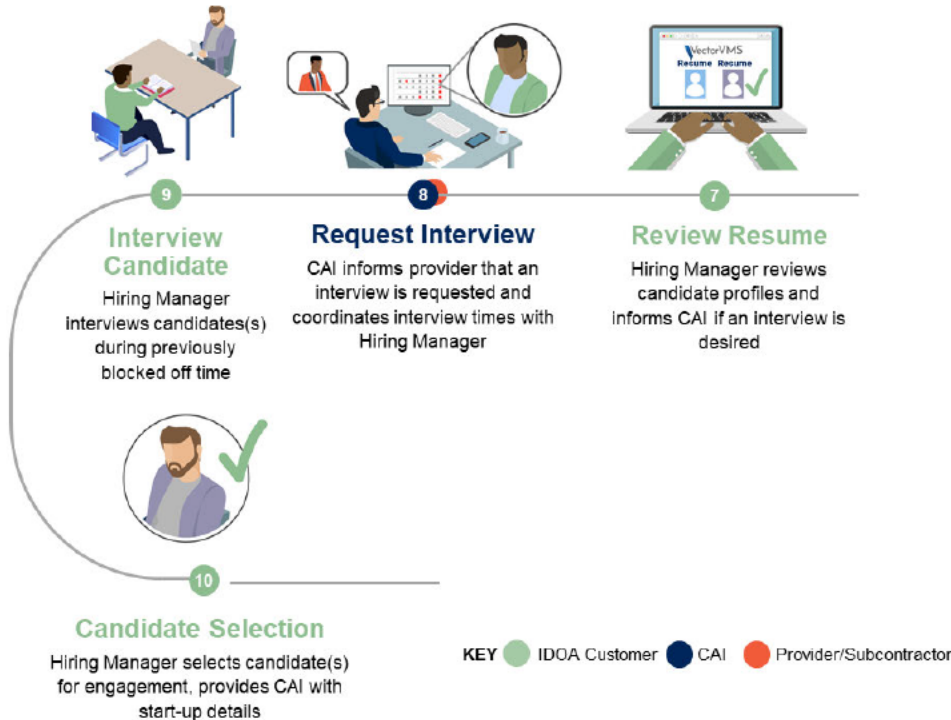 VectorVMS
Resume Resume
9
8
7
Interview
Candidate
Hiring Manager
interviews candidates(s)
during previously
blocked off time
Request Interview
CAI informs provider that an
interview is requested and
coordinates interview times with
Hiring Manager
Review Resume
Hiring Manager reviews
candidate profiles and
informs CAI if an interview is
desired
10
Candidate Selection
Hiring Manager selects candidate(s)
for engagement, provides CAI with
start-up details
KEY IDOA Customer CAI Provider/Subcontractor